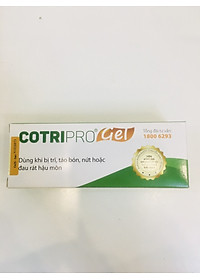 COTRIPRO® Gel
Tổng đài tư vấn
1800 6293
Dùng khi bị trĩ, táo bón, nứt hoặc
đau rát hậu môn